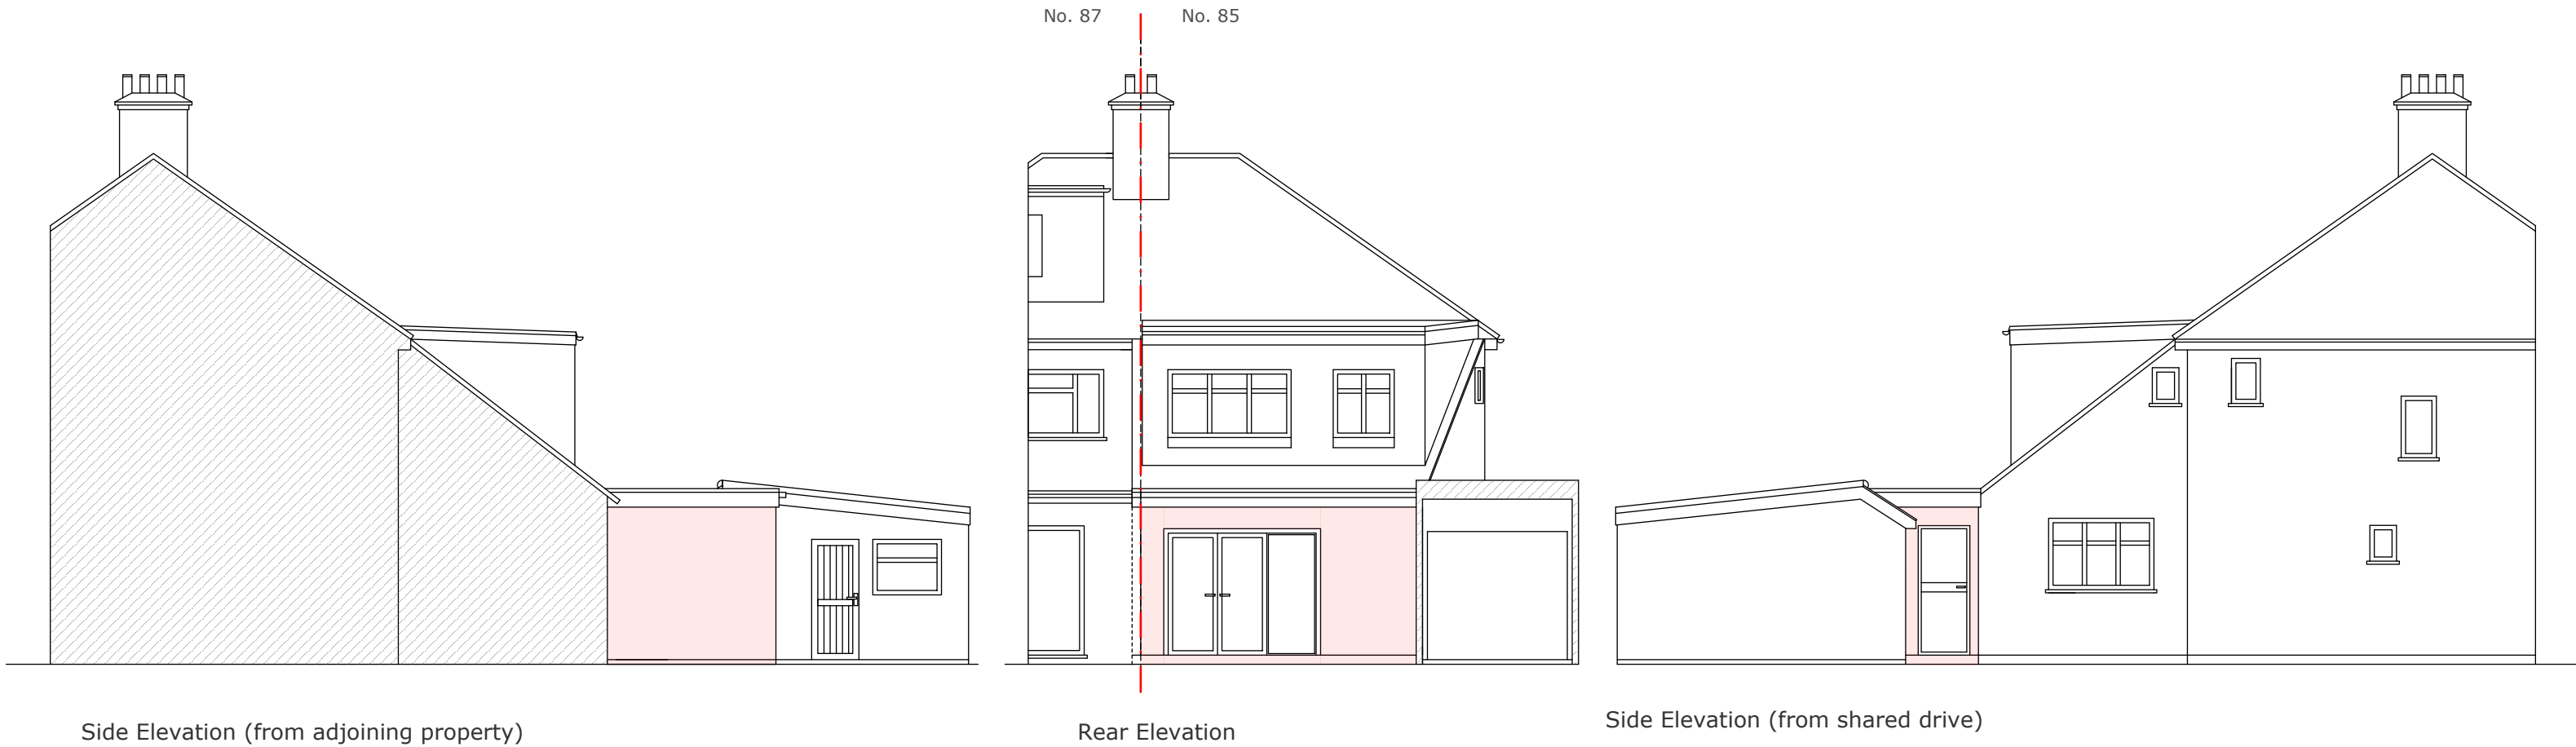 No. 87
No. 85
Side Elevation (from adjoining property)
Rear Elevation
Side Elevation (from shared drive)